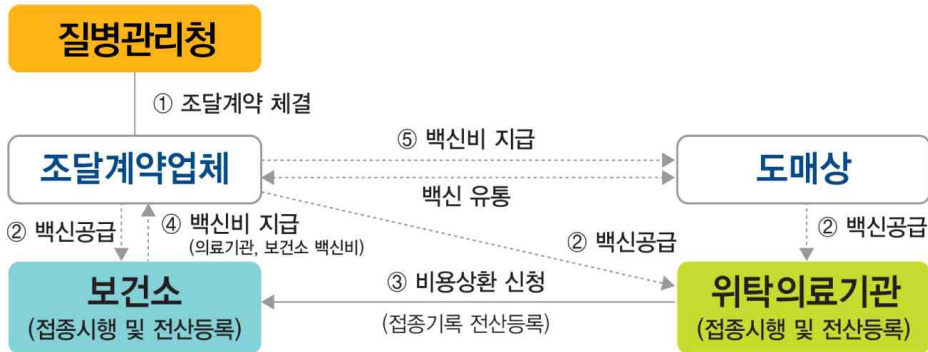 질병관리청
① 조달계약 체결
조달계약업체
⑤ 백신비 지급
백신 유통
도매상
② 백신공급
④ 백신비 지급
(의료기관, 보건소 백신비)
② 백신공급
② 백신공급
보건소
(접종시행 및 전산등록)
③ 비용상환 신청
(접종기록 전산등록)
위탁의료기관
(접종시행 및 전산등록)